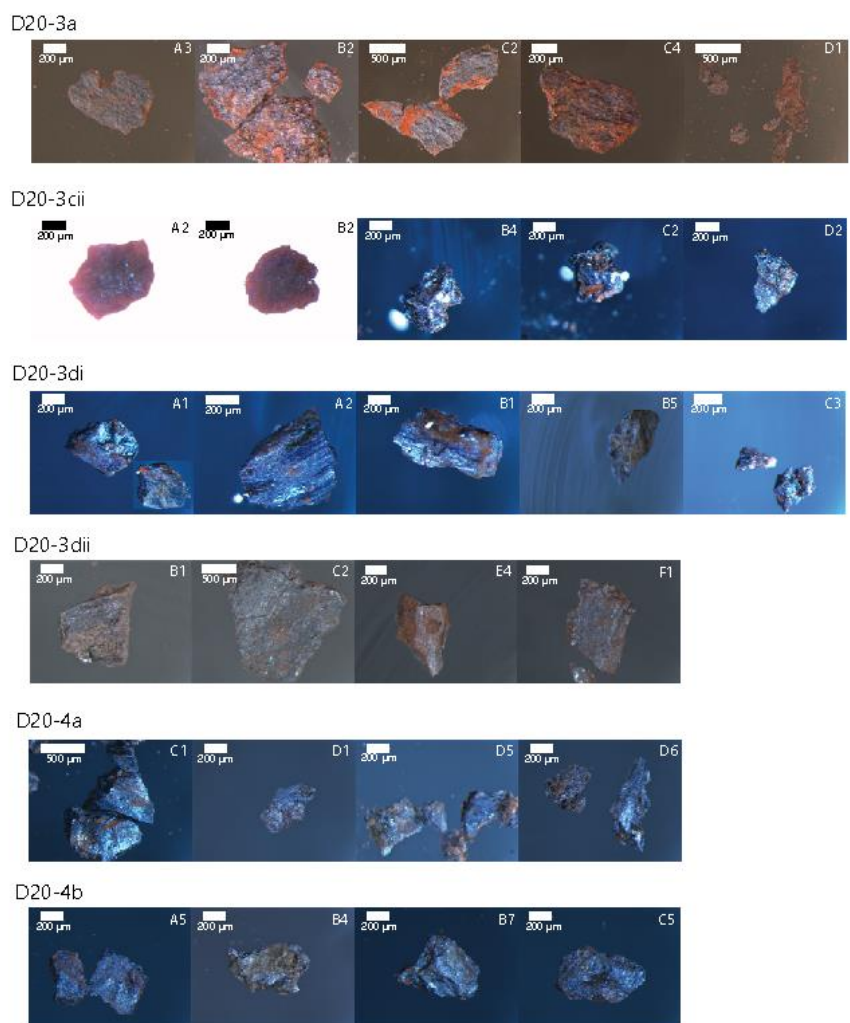 D20-3a
A3 B2 C2 C4 D1
200 µm 200 µm 500 µm 200 µm 500 µm
D20-3cii
A2 B2 B4 C2 D2
200 µm 200 µm 200 µm 200 µm 200 µm
D20-3di
A1 A2 B1 B5 C3
200 µm 200 µm 200 µm 200 µm 200 µm
D20-3dii
B1 C2 E4 F1
200 µm 500 µm 200 µm 200 µm
D20-4a
C1 D1 D5 D6
500 µm 200 µm 200 µm 200 µm
D20-4b
A5 B4 B7 C5
200 µm 200 µm 200 µm 200 µm